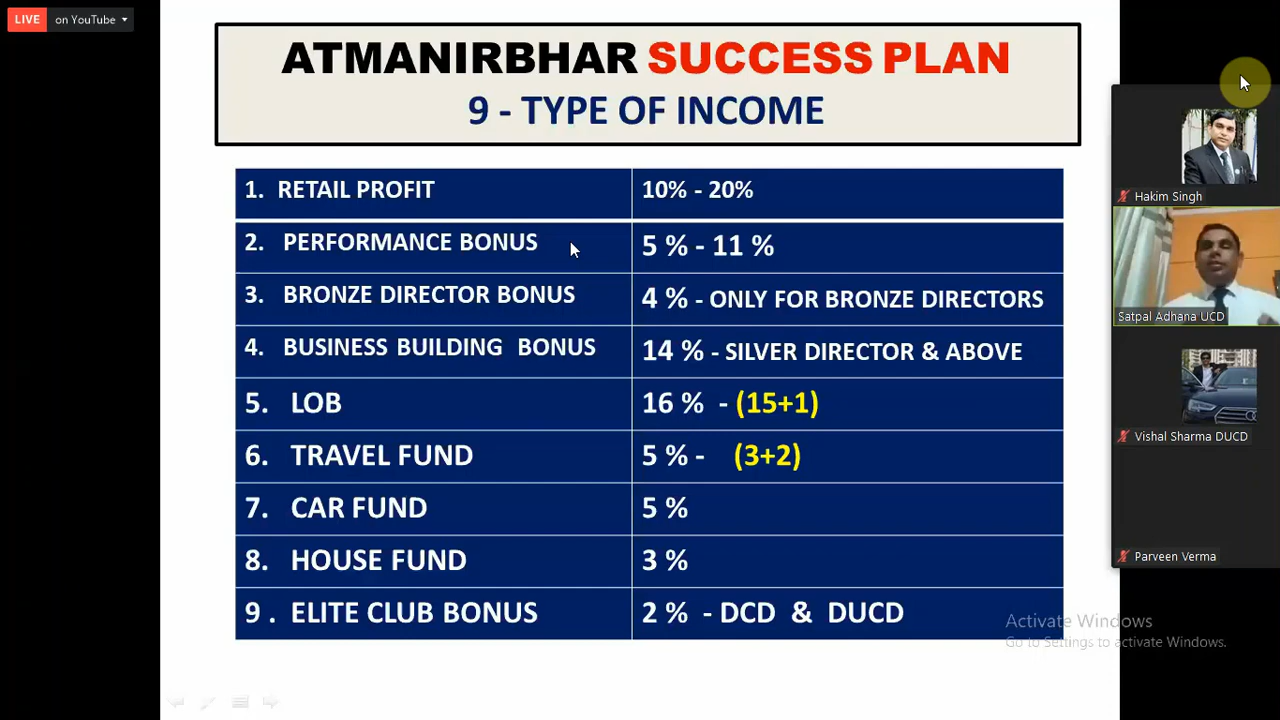 LIVE on YouTube
ATMANIRBHAR SUCCESS PLAN
9 - TYPE OF INCOME
1. RETAIL PROFIT 10% - 20%
2. PERFORMANCE BONUS 5 % - 11 %
3. BRONZE DIRECTOR BONUS 4 % - ONLY FOR BRONZE DIRECTORS
4. BUSINESS BUILDING BONUS 14 % - SILVER DIRECTOR & ABOVE
5. LOB 16 % - (15+1)
6. TRAVEL FUND 5 % - (3+2)
7. CAR FUND 5 %
8. HOUSE FUND 3 %
9 . ELITE CLUB BONUS 2 % - DCD & DUCD
Hakim Singh
Satpal Adhana UCD
Vishal Sharma DUCD
Parveen Verma
Activate Windows
Go to Settings to activate Windows.